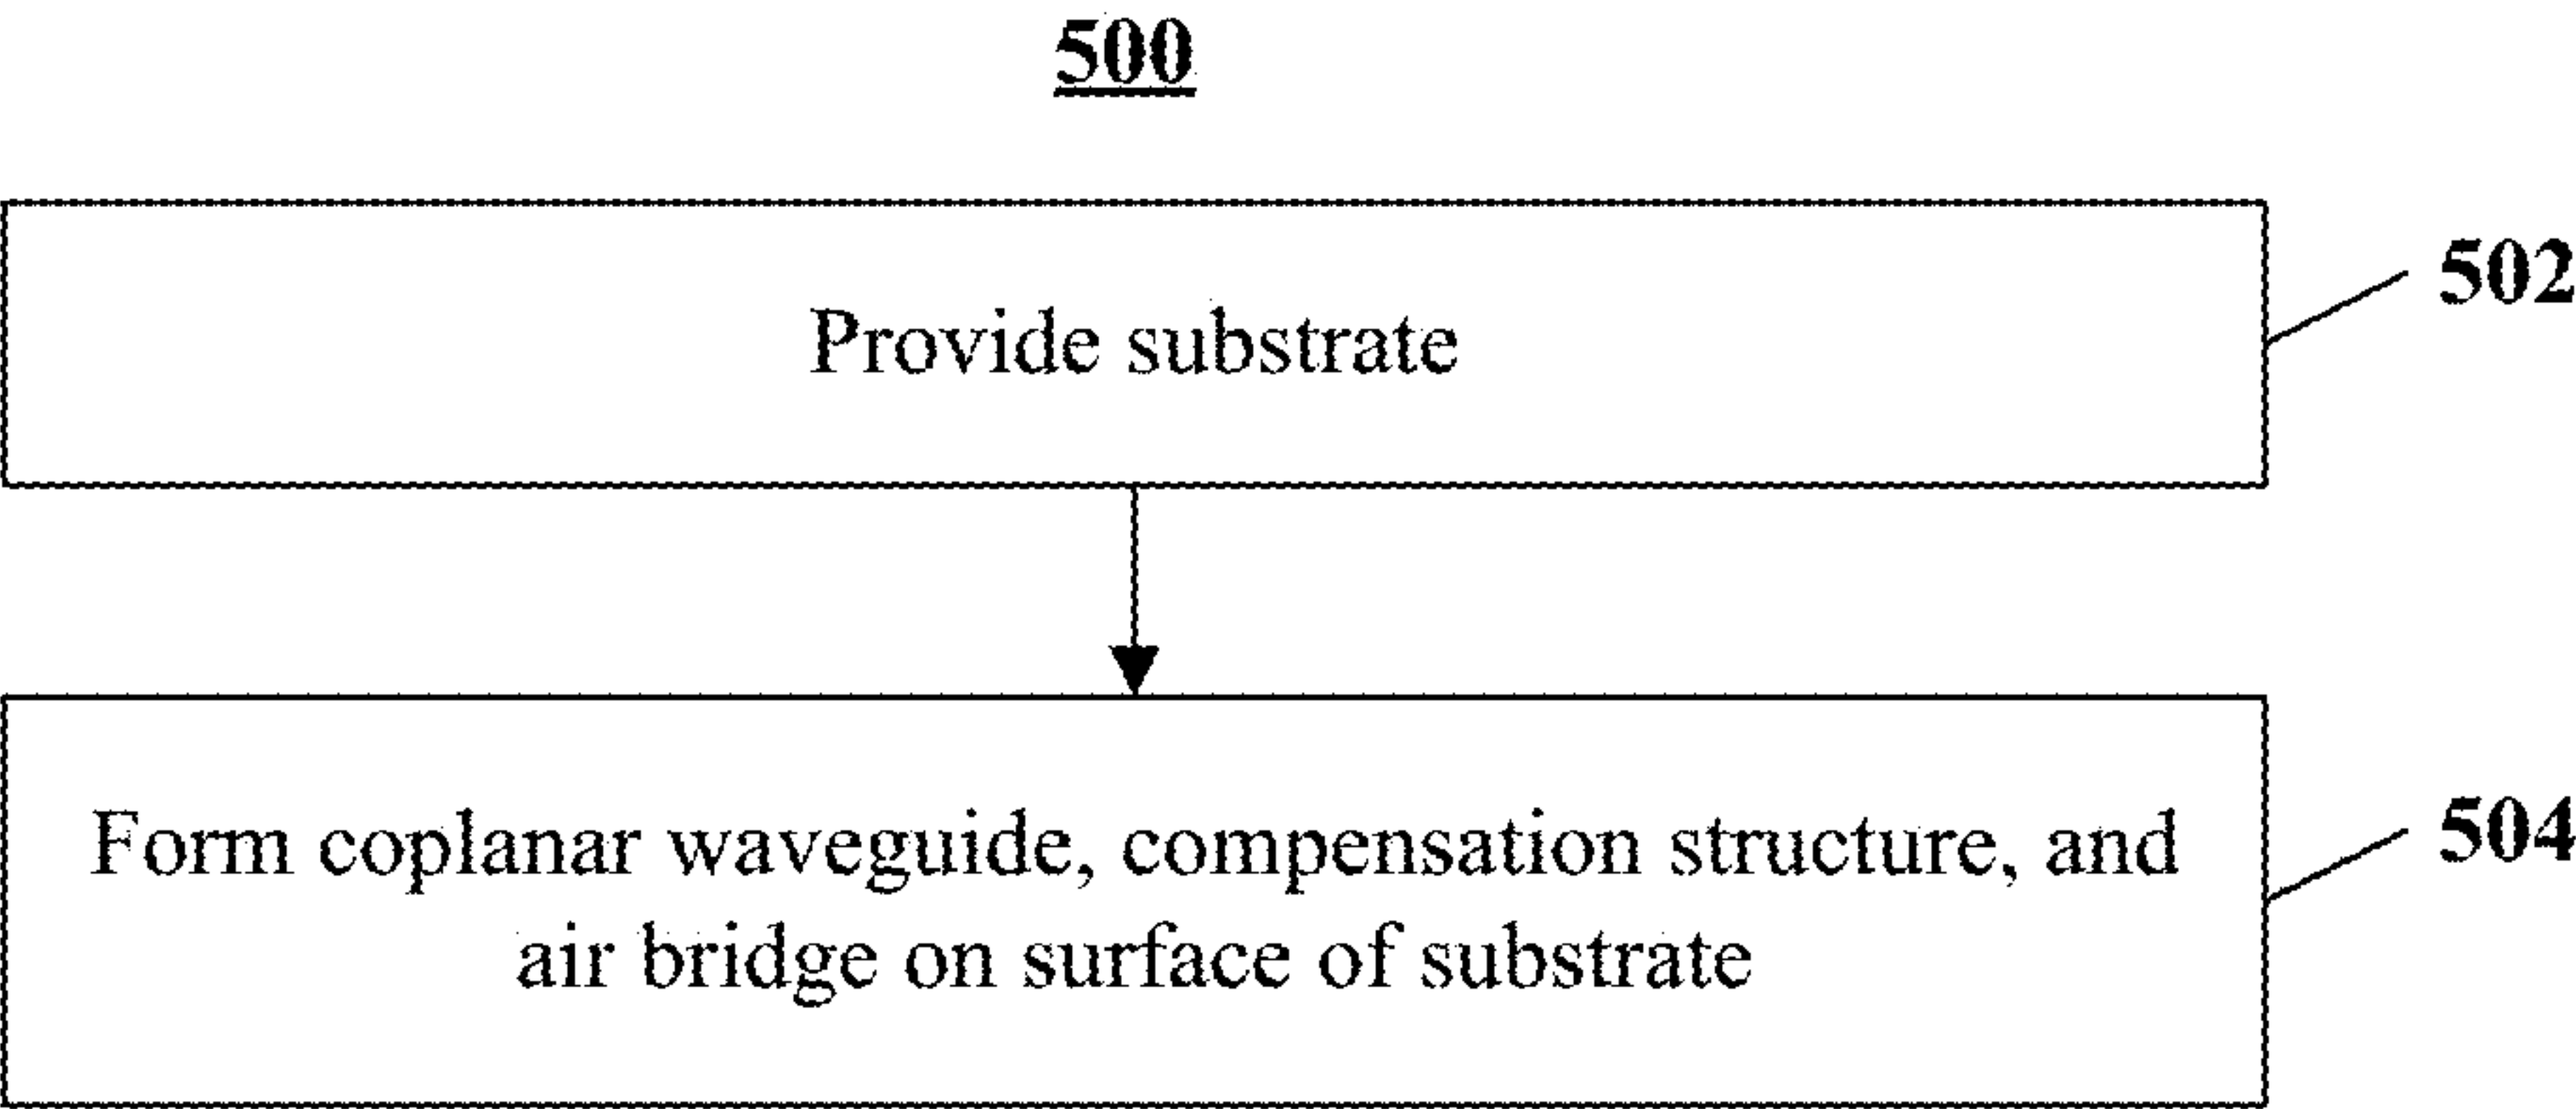 500
Provide substrate
502
Form coplanar waveguide, compensation structure, and
air bridge on surface of substrate
504